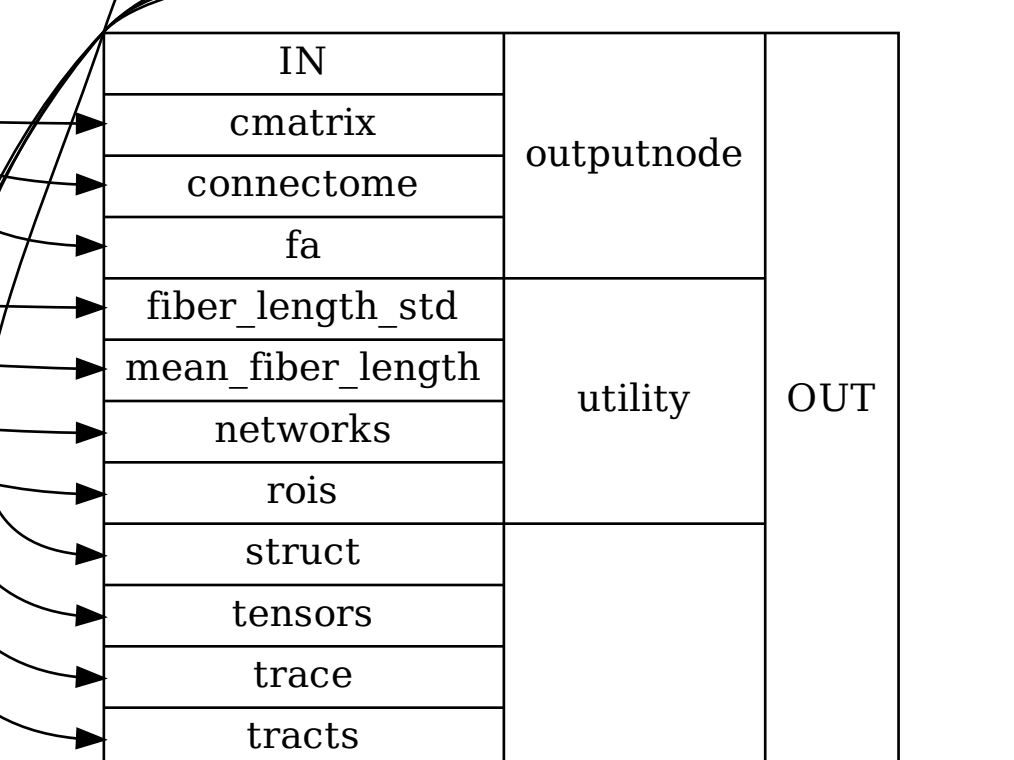 IN
cmatrix
connectome
fa
fiber_length_std
mean_fiber_length
networks
rois
struct
tensors
trace
tracts
outputnode
utility
OUT